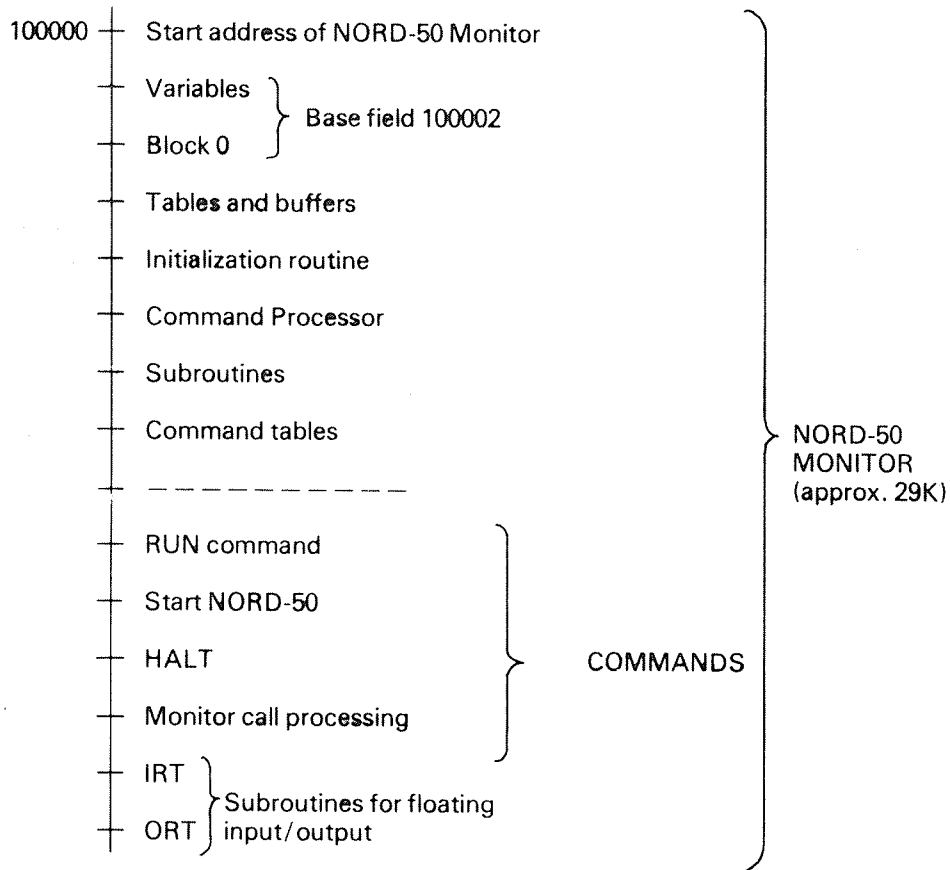 100000 Start address of NORD-50 Monitor
Variables
Base field 100002
Block 0
Tables and buffers
Initialization routine
Command Processor
Subroutines
Command tables
NORD-50
MONITOR
(approx. 29K)
RUN command
Start NORD-50
HALT
COMMANDS
Monitor call processing
IRT
Subroutines for floating
input/output
ORT